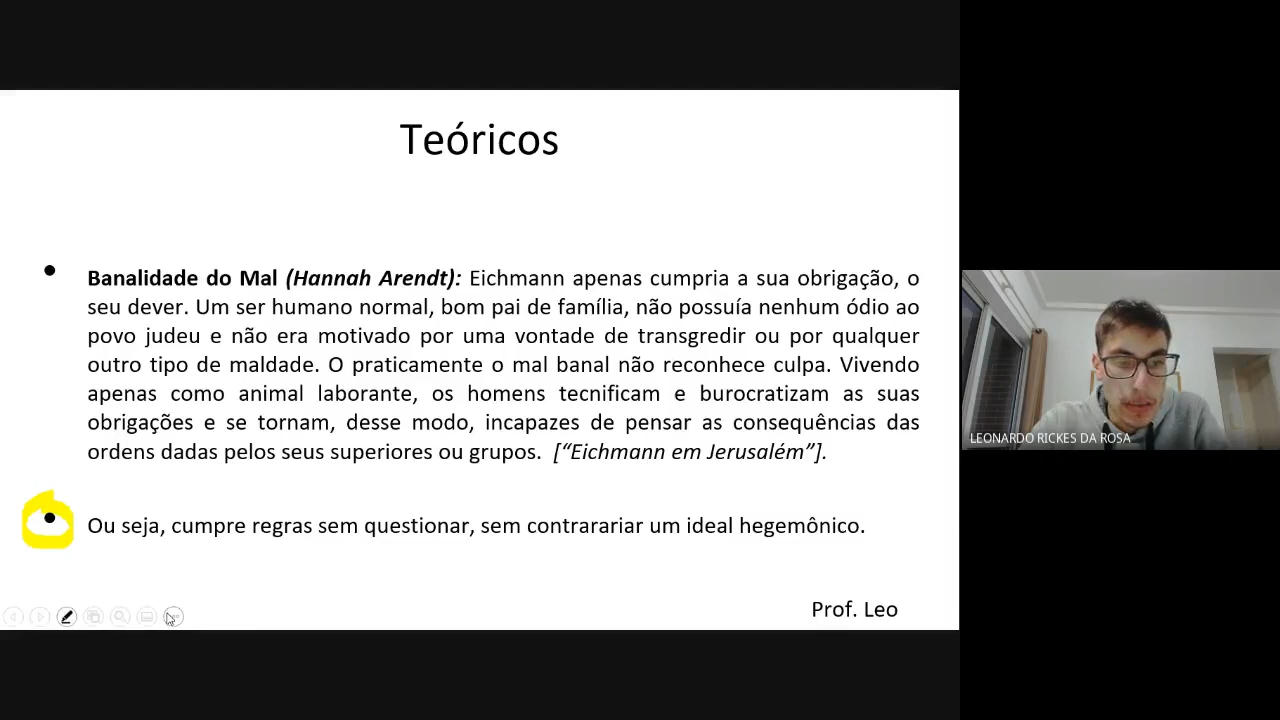 Teóricos
Banalidade do Mal (Hannah Arendt): Eichmann apenas cumpria a sua obrigação, o
seu dever. Um ser humano normal, bom pai de família, não possuía nenhum ódio ao
povo judeu e não era motivado por uma vontade de transgredir ou por qualquer
outro tipo de maldade. O praticamente o mal banal não reconhece culpa. Vivendo
apenas como animal laborante, os homens tecnificam e burocratizam as suas
obrigações e se tornam, desse modo, incapazes de pensar as consequências das
ordens dadas pelos seus superiores ou grupos. [“Eichmann em Jerusalém”].
Ou seja, cumpre regras sem questionar, sem contrarariar um ideal hegemônico.
Prof. Leo
LEONARDO RICKES DA ROSA